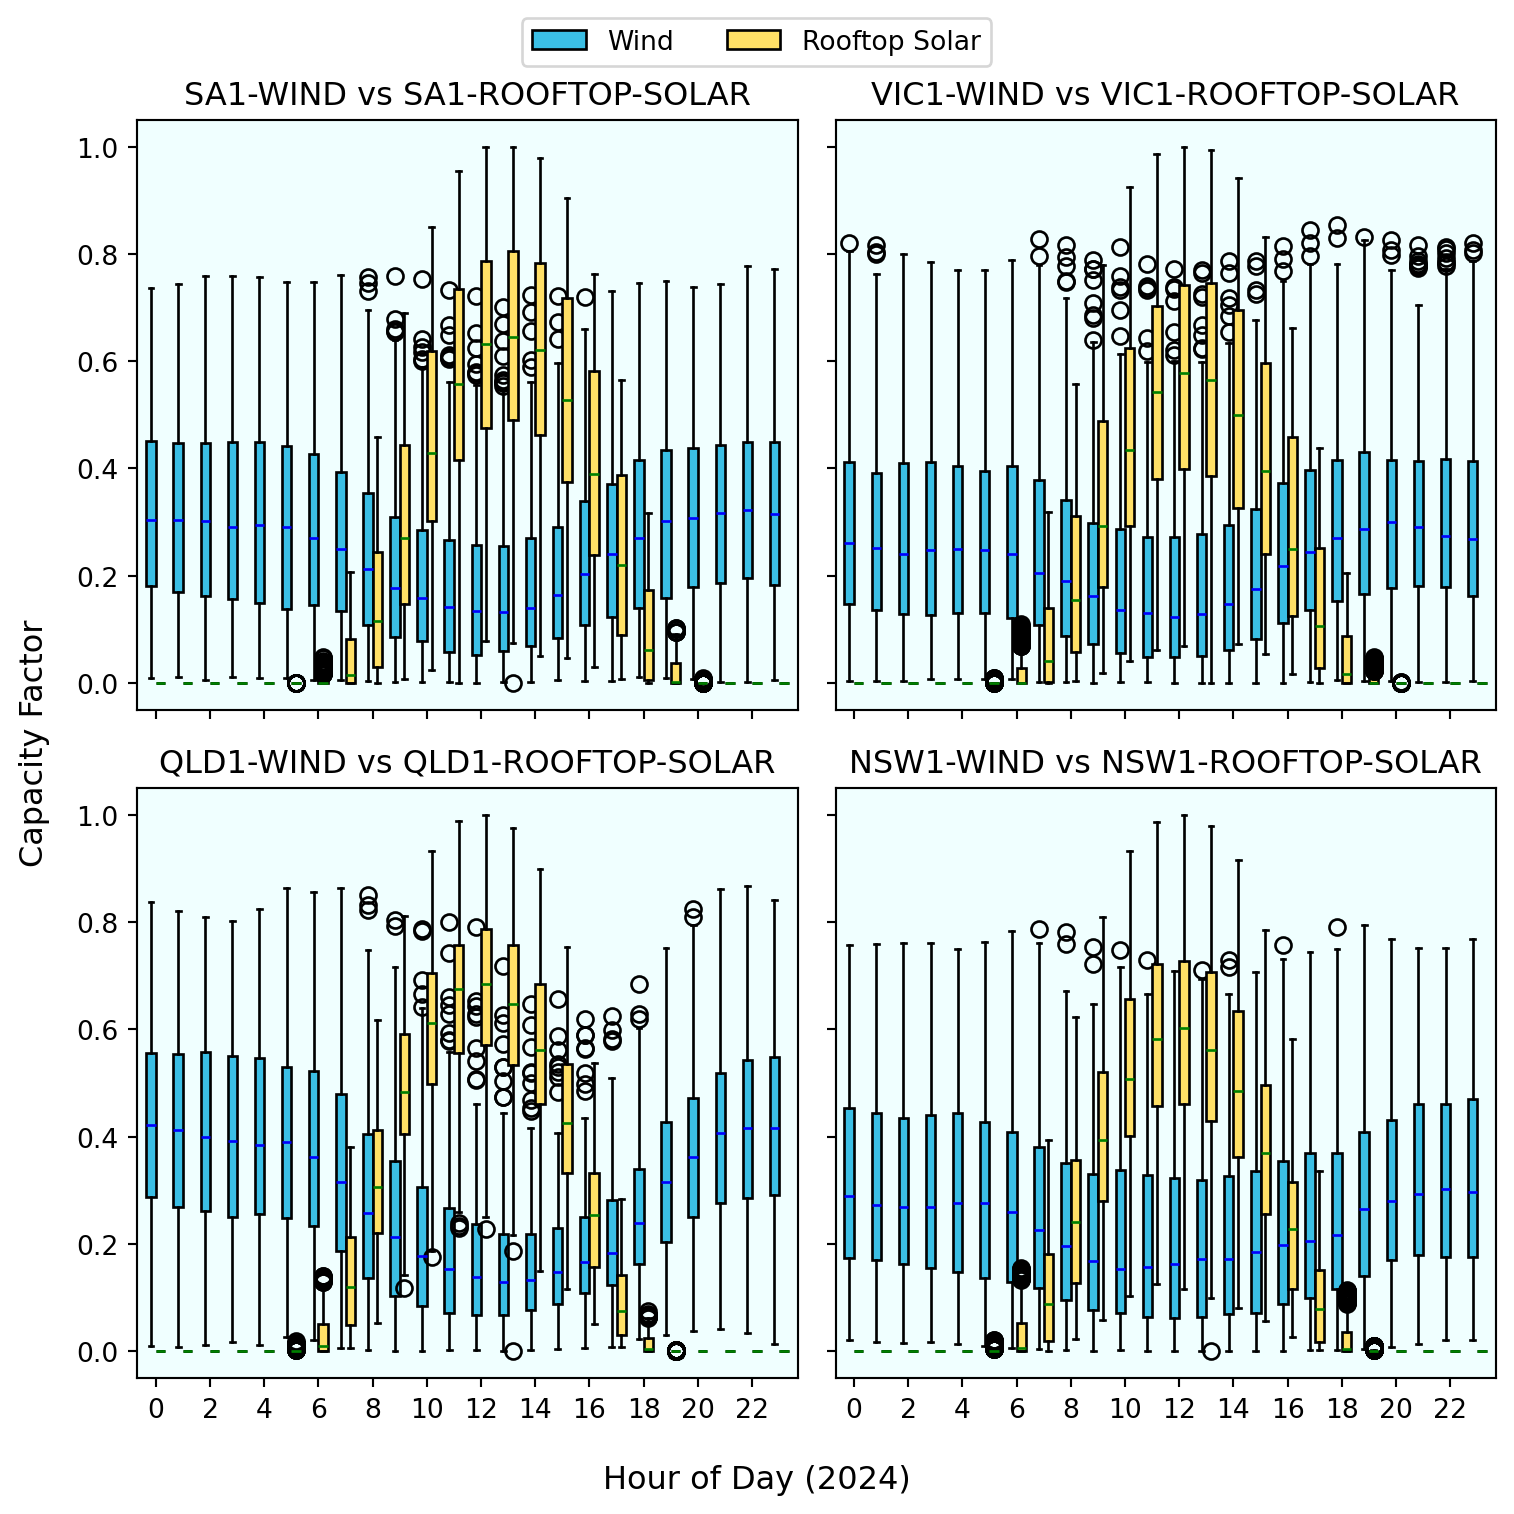 Wind Rooftop Solar
SA1-WIND vs SA1-ROOFTOP-SOLAR VIC1-WIND vs VIC1-ROOFTOP-SOLAR
1.0
0.8
0.6
0.4
0.2
0.0
Capacity Factor
QLD1-WIND vs QLD1-ROOFTOP-SOLAR NSW1-WIND vs NSW1-ROOFTOP-SOLAR
1.0
0.8
0.6
0.4
0.2
0.0
0 2 4 6 8 10 12 14 16 18 20 22 0 2 4 6 8 10 12 14 16 18 20 22
Hour of Day (2024)